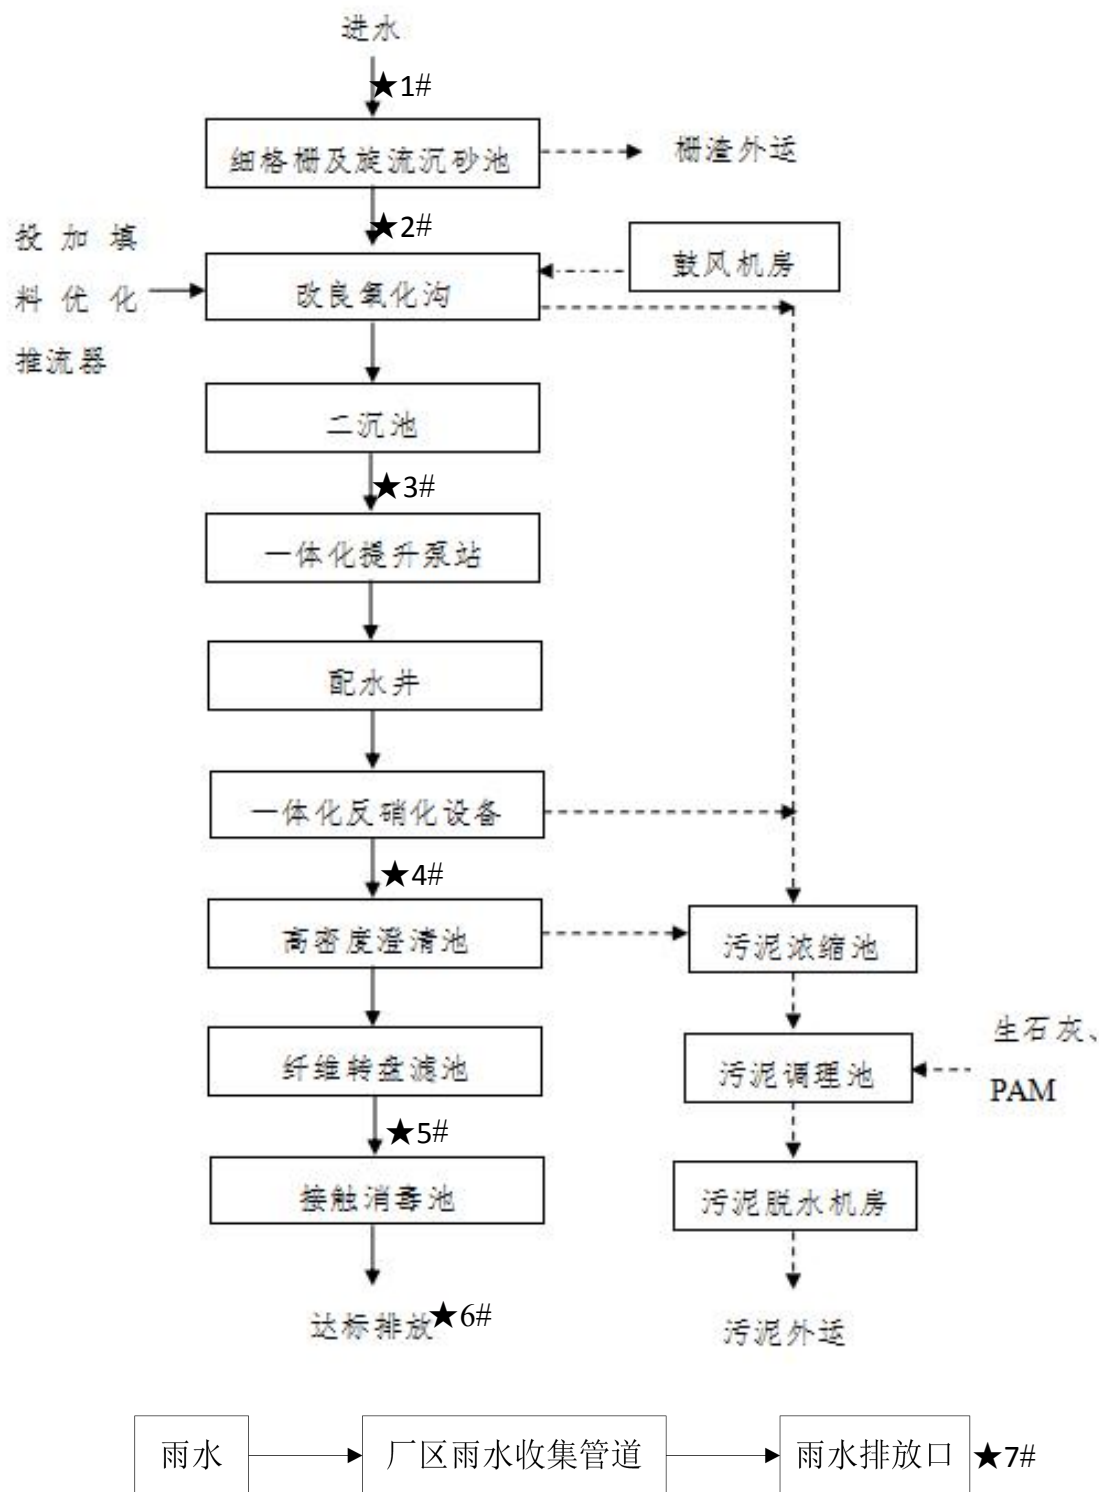 进水
★1#
细格栅及旋流沉砂池
栅渣外运
★2#
投加填
料优化
推流器
鼓风机房
改良氧化沟
二沉池
★3#
一体化提升泵站
配水井
一体化反硝化设备
★4#
高密度澄清池
污泥浓缩池
生石灰、
PAM
纤维转盘滤池
污泥调理池
★5#
接触消毒池
污泥脱水机房
达标排放★6#
污泥外运
雨水
厂区雨水收集管道
雨水排放口
★7#